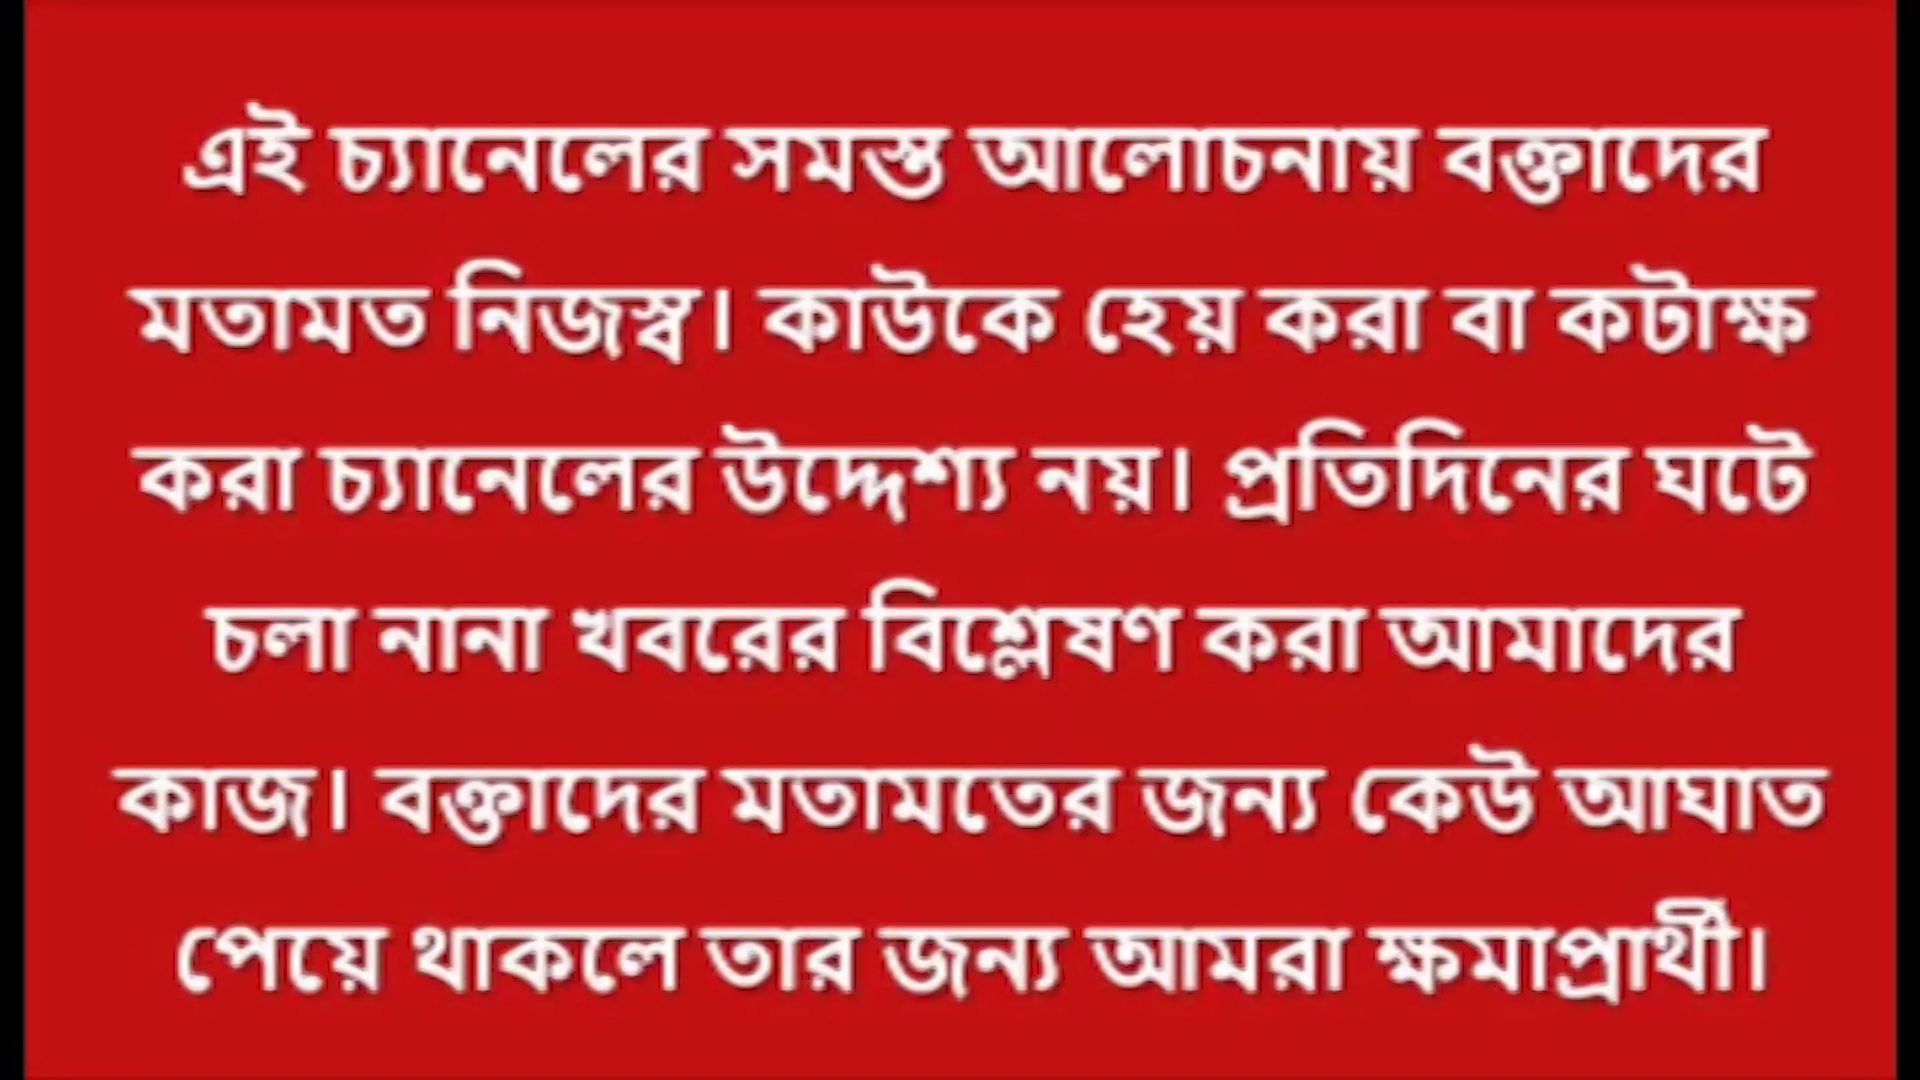 এই চ্যানেলের সমস্ত আলোচনায় বক্তাদের
মতামত নিজস্ব। কাউকে হেয় করা বা কটাক্ষ
করা চ্যানেলের উদ্দেশ্য নয়। প্রতিদিনের ঘটে
চলা নানা খবরের বিশ্লেষণ করা আমাদের
কাজ। বক্তাদের মতামতের জন্য কেউ আঘাত
পেয়ে থাকলে তার জন্য আমরা ক্ষমাপ্রার্থী।